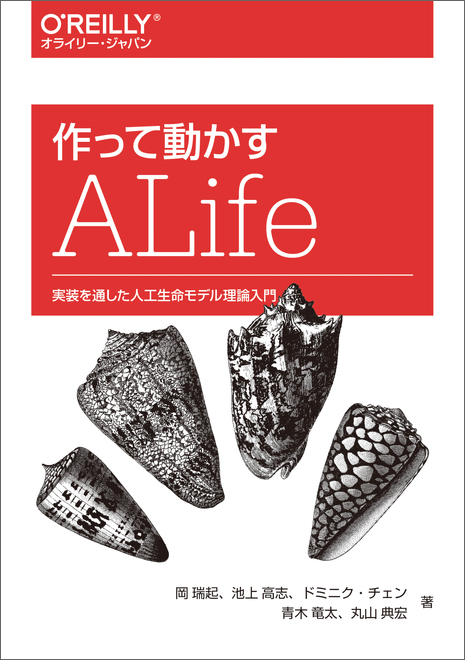 O'REILLY®
オライリー・ジャパン
作って動かす
ALife
実装を通した人工生命モデル理論入門
岡 瑞起、池上 高志、ドミニク・チェン
青木 竜太、丸山 典宏
著